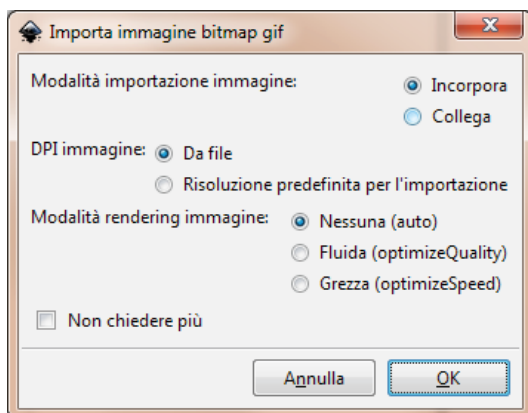 Importa immagine bitmap gif
Modalità importazione immagine: Incorpora
Collega
DPI immagine: Da file
Risoluzione predefinita per l'importazione
Modalità rendering immagine: Nessuna (auto)
Fluida (optimizeQuality)
Grezza (optimizeSpeed)
Non chiedere più
Annulla OK